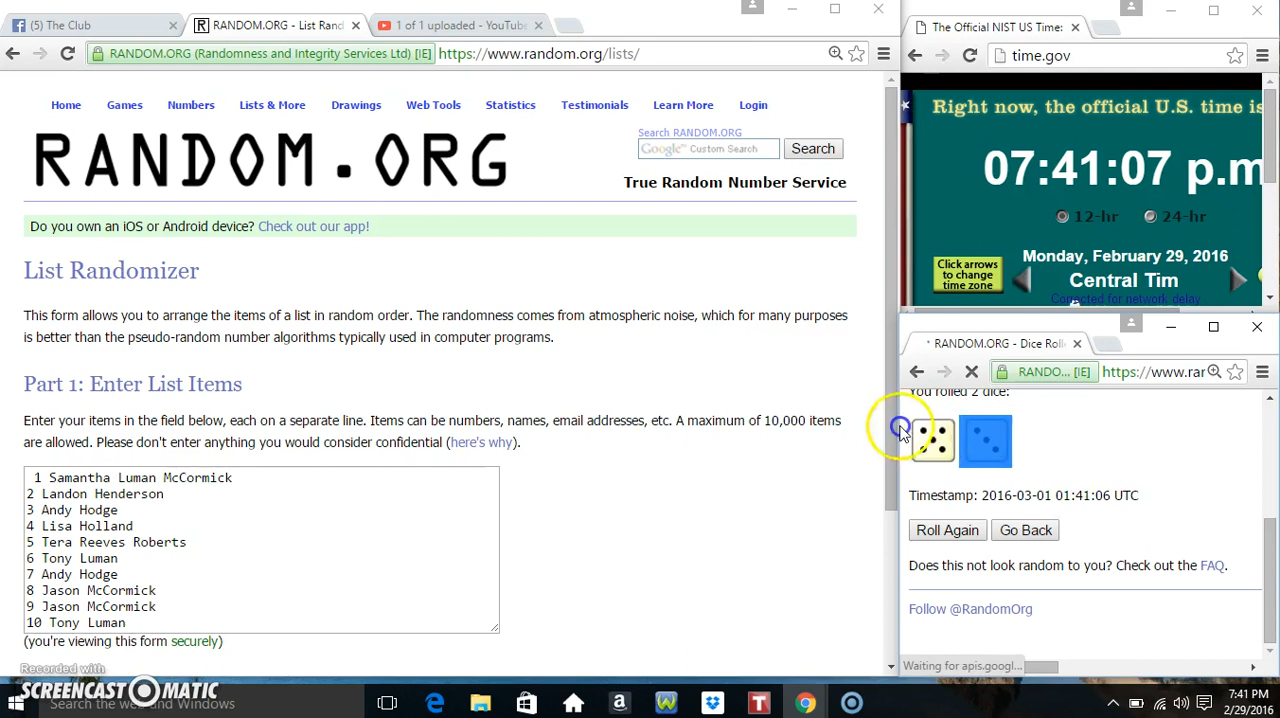 (5) The Club
RANDOM.ORG - List Rand
1 of 1 uploaded - YouTube
RANDOM.ORG (Randomness and Integrity Services Ltd) [IE] https://www.random.org/lists/
Home Games Numbers Lists & More Drawings Web Tools Statistics Testimonials Learn More Login
RANDOM.ORG
Search RANDOM.ORG
Google™ Custom Search Search
True Random Number Service
Do you own an iOS or Android device? Check out our app!
List Randomizer
This form allows you to arrange the items of a list in random order. The randomness comes from atmospheric noise, which for many purposes
is better than the pseudo-random number algorithms typically used in computer programs.
Part 1: Enter List Items
Enter your items in the field below, each on a separate line. Items can be numbers, names, email addresses, etc. A maximum of 10,000 items
are allowed. Please don't enter anything you would consider confidential (here's why).
1 Samantha Luman McCormick
2 Landon Henderson
3 Andy Hodge
4 Lisa Holland
5 Tera Reeves Roberts
6 Tony Luman
7 Andy Hodge
8 Jason McCormick
9 Jason McCormick
10 Tony Luman
(you're viewing this form securely)
The Official NIST US Time:
time.gov
Right now, the official U.S. time is
07:41:07 p.m
12-hr 24-hr
Click arrows
to change
time zone
Monday, February 29, 2016
Central Tim
Corrected for network delay
RANDOM.ORG - Dice Roll
RANDO... [IE] https://www.rar
You rolled 2 dice:
Timestamp: 2016-03-01 01:41:06 UTC
Roll Again Go Back
Does this not look random to you? Check out the FAQ.
Follow @RandomOrg
Waiting for apis.googl...
Recorded with
SCREENCAST-O-MATIC
Search the web and Windows
7:41 PM
2/29/2016